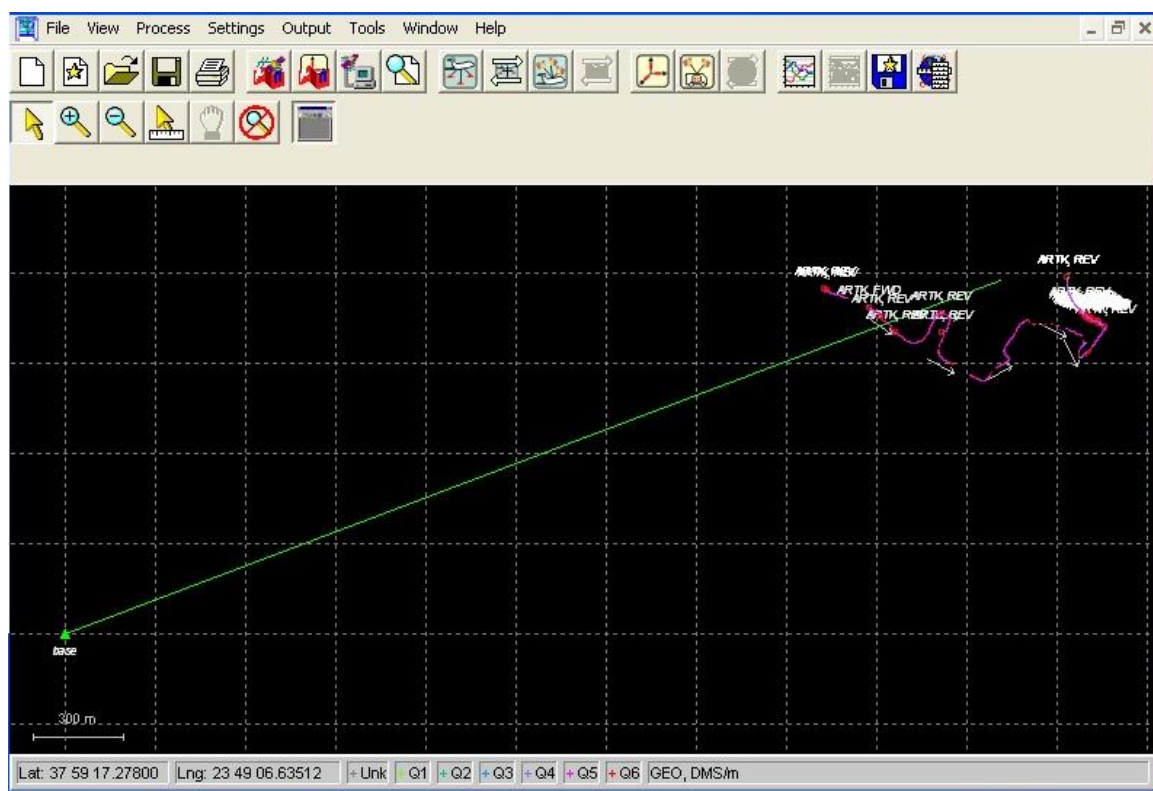 File View Process Settings Output Tools Window Help
ARTK, REV
ARTK, REV
ARTK, FWD
ARTK, REV ARTK, REV
ARTK, REV
base
300 m
Lat: 37 59 17.27800 Lng: 23 49 06.63512 + Unk + Q1 + Q2 + Q3 + Q4 + Q5 + Q6 GEO, DMS/m